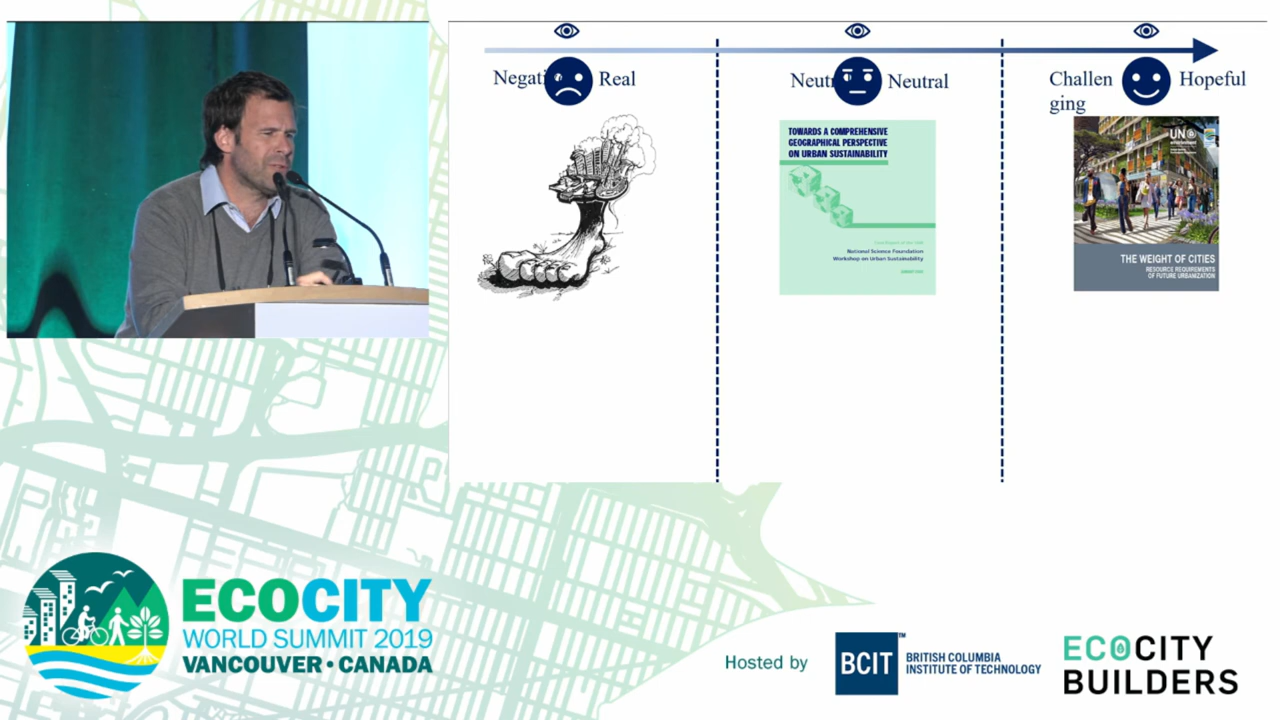 Negati
Real
Neutr
Neutral
Challen
ging
Hopeful
TOWARDS A COMPREHENSIVE
GEOGRAPHICAL PERSPECTIVE
ON URBAN SUSTAINABILITY
National Science Foundation
Workshop on Urban Sustainability
UN
environment
THE WEIGHT OF CITIES
RESOURCE REQUIREMENTS
OF FUTURE URBANIZATION
ECOCITY
WORLD SUMMIT 2019
VANCOUVER • CANADA
Hosted by
BCIT™
BRITISH COLUMBIA
INSTITUTE OF TECHNOLOGY
ECOCITY
BUILDERS